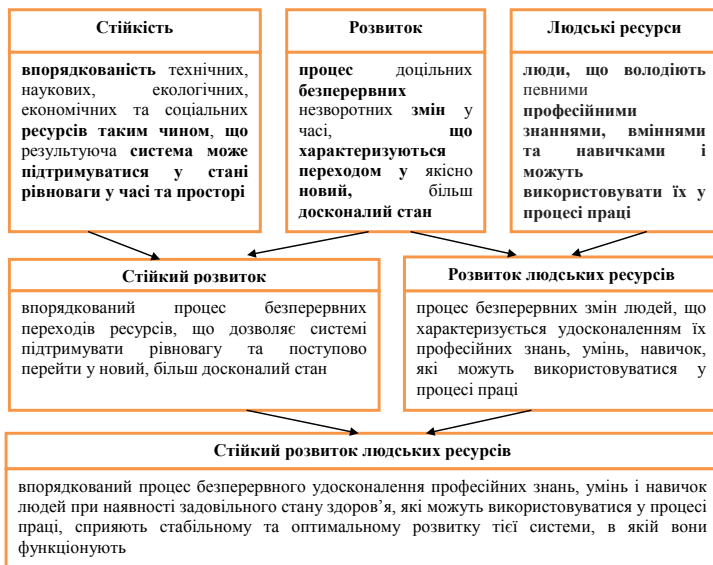 Стійкість
впорядкованість технічних,
наукових, екологічних,
економічних та соціальних
ресурсів таким чином, що
результуюча система може
підтримуватися у стані
рівноваги у часі та просторі
Розвиток
процес доцільних
безперервних
незворотних змін у
часі, що
характеризуються
переходом у якісно
новий, більш
досконалий стан
Людські ресурси
люди, що володіють
певними
професійними
знаннями, вміннями
та навичками і
можуть
використовувати їх у
процесі праці
Стійкий розвиток
впорядкований процес безперервних
переходів ресурсів, що дозволяє системі
підтримувати рівновагу та поступово
перейти у новий, більш досконалий стан
Розвиток людських ресурсів
процес безперервних змін людей, що
характеризується удосконаленням їх
професійних знань, умінь, навичок,
які можуть використовуватися у
процесі праці
Стійкий розвиток людських ресурсів
впорядкований процес безперервного удосконалення професійних знань, умінь і навичок
людей при наявності задовільного стану здоров’я, які можуть використовуватися у процесі
праці, сприяють стабільному та оптимальному розвитку тієї системи, в якій вони
функціонують